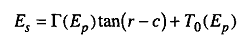 E_s = Γ(E_p)tan(r − c) + T_0(E_p)